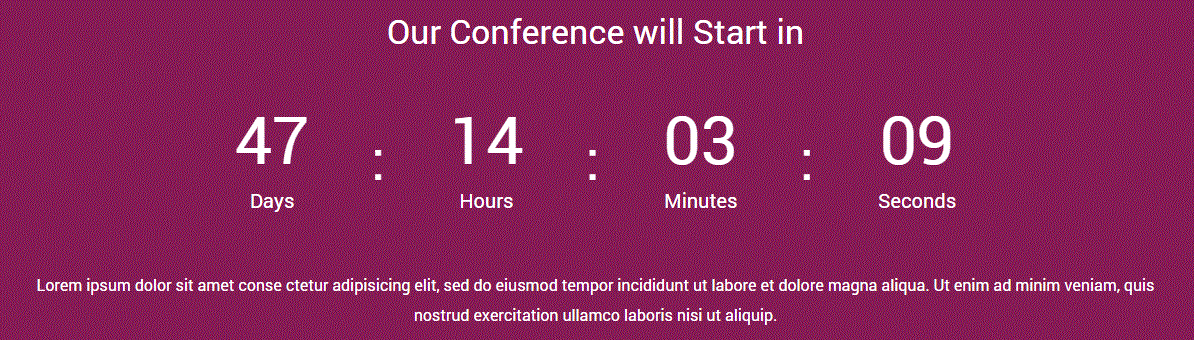 Our Conference will Start in
47 : 14 : 03 : 09
Days Hours Minutes Seconds
Lorem ipsum dolor sit amet conse ctetur adipisicing elit, sed do eiusmod tempor incididunt ut labore et dolore magna aliqua. Ut enim ad minim veniam, quis
nostrud exercitation ullamco laboris nisi ut aliquip.